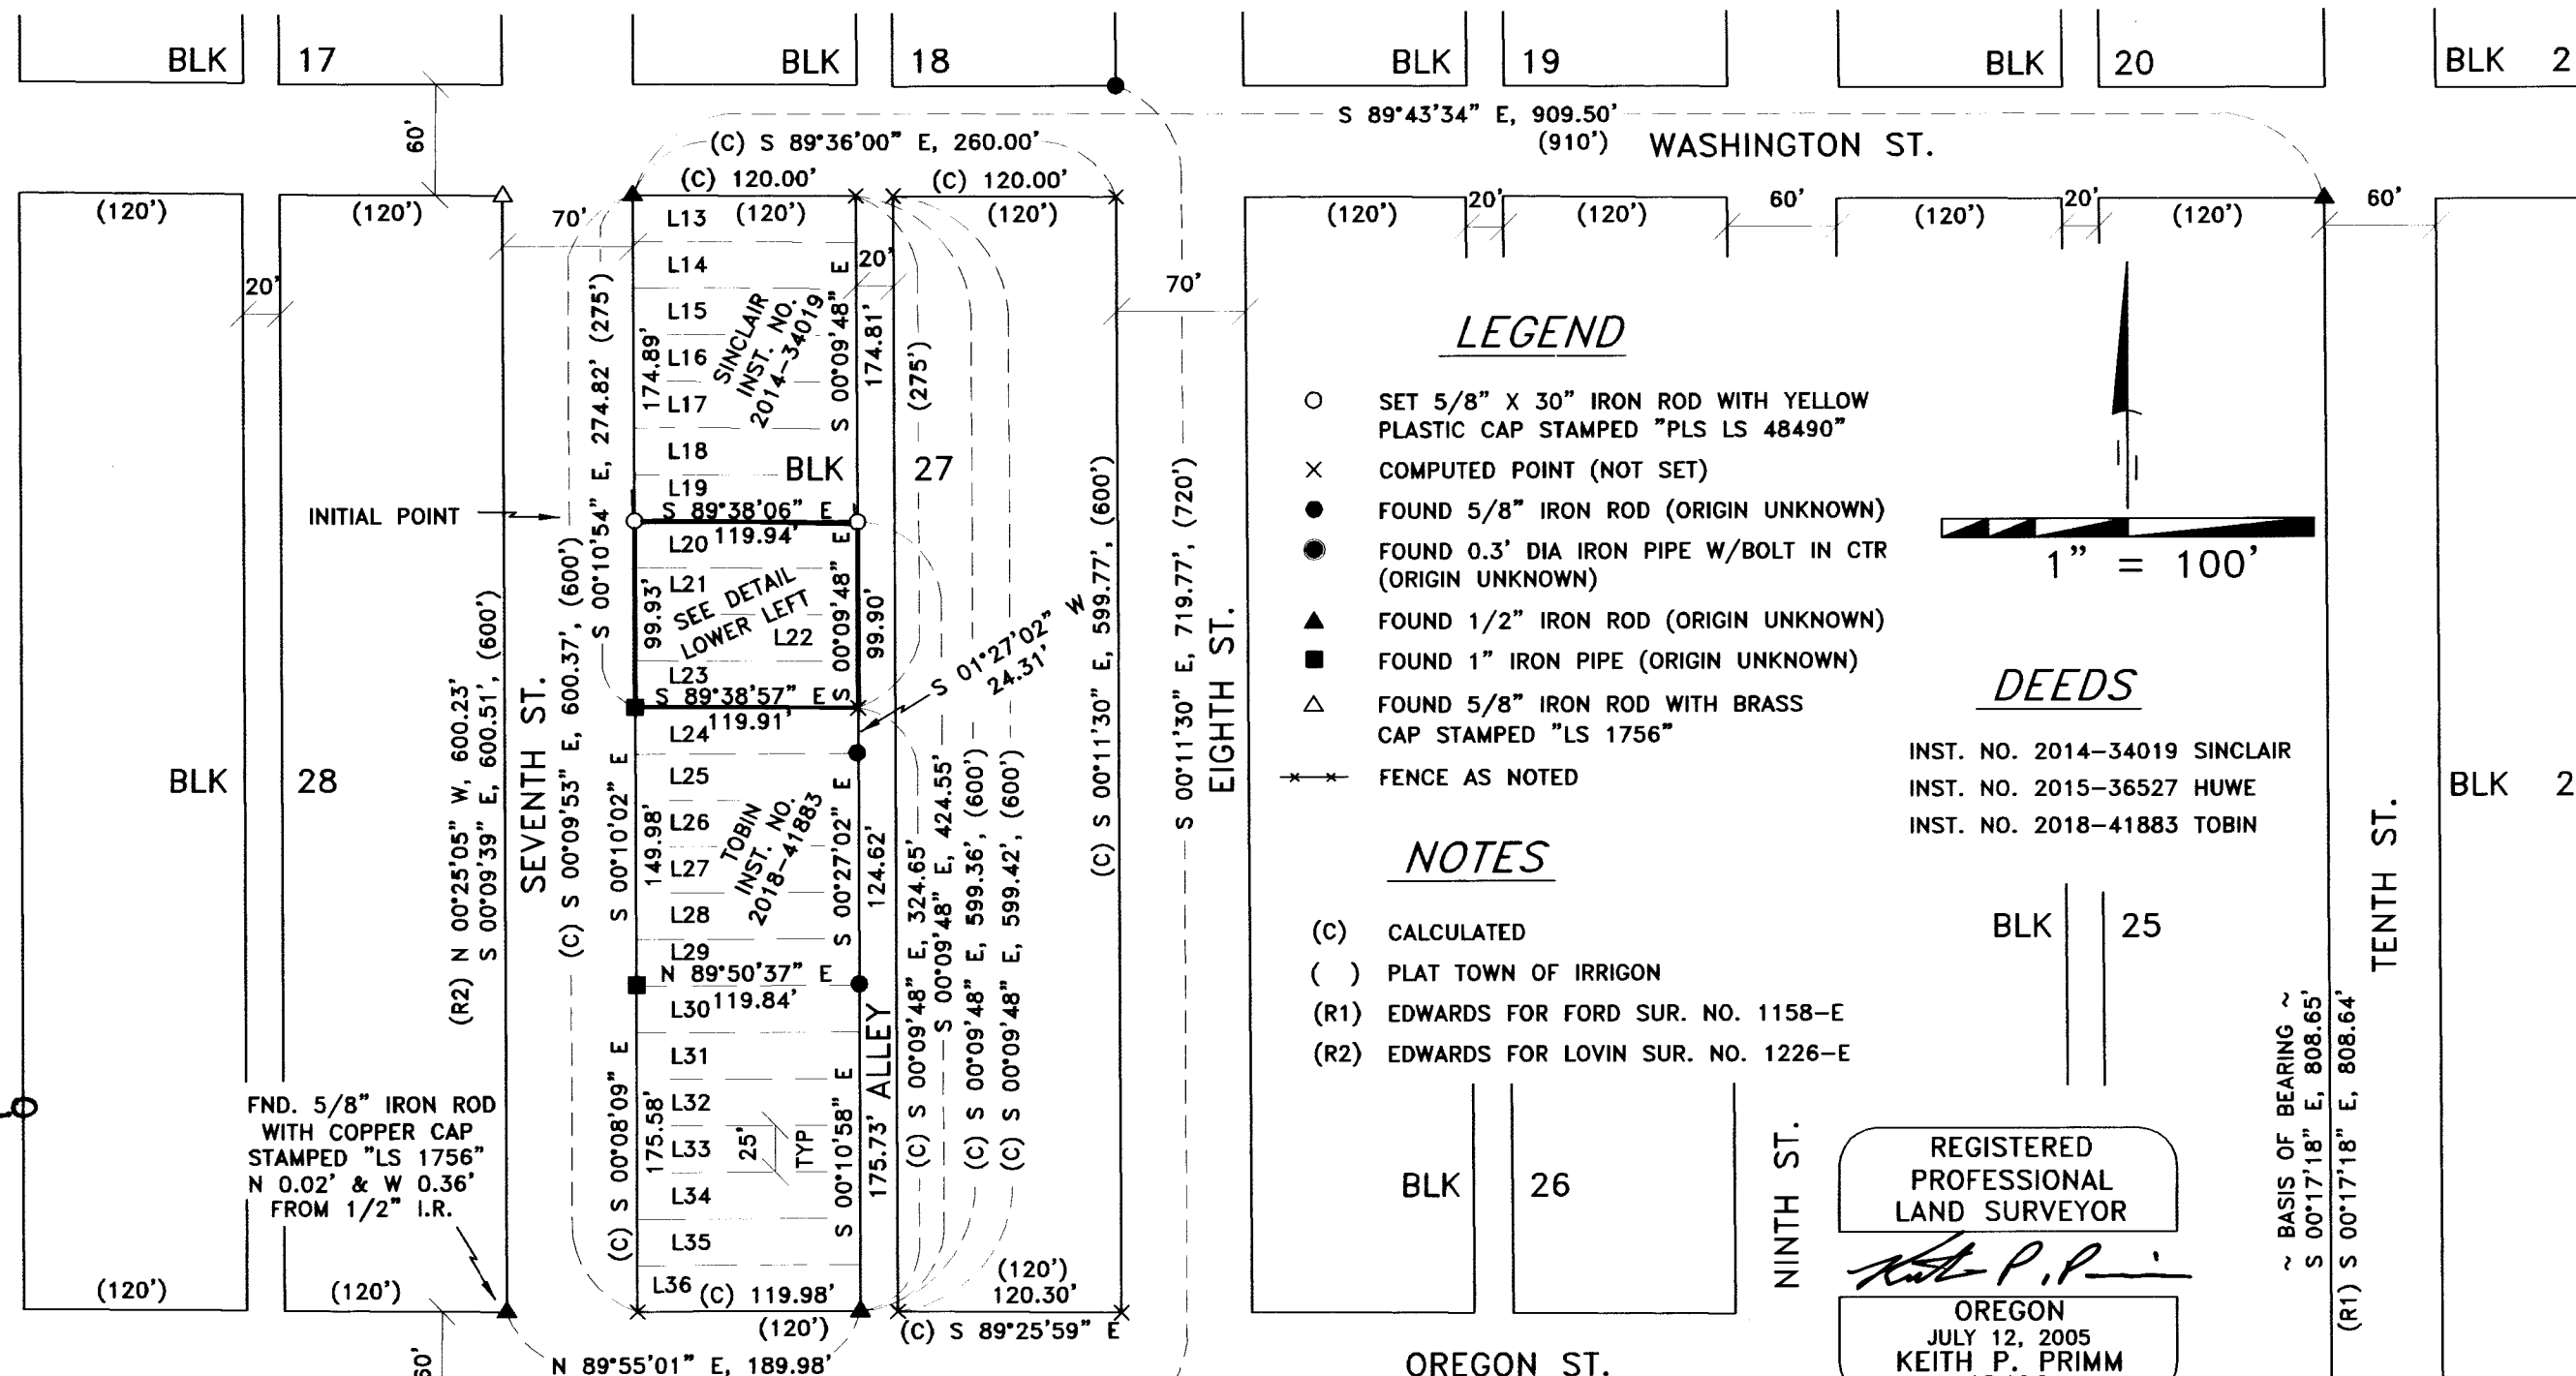 BLK 17
BLK 18
BLK 19
BLK 20
BLK 2
S 89°43'34" E, 909.50'
(910')
WASHINGTON ST.
60'
(C) S 89°36'00" E, 260.00'
(C) 120.00'
(C) 120.00'
(120')
(120')
70'
(120')
(120')
20'
(120')
20'
(120')
60'
(120')
20'
(120')
60'
20'
70'
L13
L14
L15
L16
L17
L18
L19
SINCLAIR
INST. NO.
2014-34019
174.89'
S 00°09'48" E
174.81'
(275')
S 00°10'54" E, 274.82' (275')
BLK 27
INITIAL POINT
S 89°38'06" E
119.94'
L20
L21
L22
L23
SEE DETAIL
LOWER LEFT
99.93'
S 00°09'48" E
99.90'
S 89°38'57" E
119.91'
S 01°27'02" W
24.31'
L24
L25
L26
L27
L28
L29
TOBIN
INST. NO.
2018-41883
S 00°10'02" E
149.98'
S 00°27'02" E
124.62'
N 89°50'37" E
119.84'
L30
L31
L32
L33
L34
L35
L36
25'
TYP
(C) S 00°08'09" E
175.58'
S 00°10'58" E
175.73'
ALLEY
(C) S 00°09'48" E, 324.65'
S 00°09'48" E, 424.55'
(C) S 00°09'48" E, 599.36', (600')
(C) S 00°09'48" E, 599.42', (600')
(C) S 00°11'30" E, 599.77', (600')
S 00°11'30" E, 719.77', (720')
EIGHTH ST.
(C) S 00°09'53" E, 600.37', (600')
SEVENTH ST.
(R2) N 00°25'05" W, 600.23'
S 00°09'39" E, 600.51', (600')
BLK 28
FND. 5/8" IRON ROD
WITH COPPER CAP
STAMPED "LS 1756"
N 0.02' & W 0.36'
FROM 1/2" I.R.
(120')
(120')
(C) 119.98'
(120')
(120')
120.30'
(C) S 89°25'59" E
N 89°55'01" E, 189.98'
LEGEND
SET 5/8" X 30" IRON ROD WITH YELLOW
PLASTIC CAP STAMPED "PLS LS 48490"
COMPUTED POINT (NOT SET)
FOUND 5/8" IRON ROD (ORIGIN UNKNOWN)
FOUND 0.3' DIA IRON PIPE W/BOLT IN CTR
(ORIGIN UNKNOWN)
FOUND 1/2" IRON ROD (ORIGIN UNKNOWN)
FOUND 1" IRON PIPE (ORIGIN UNKNOWN)
FOUND 5/8" IRON ROD WITH BRASS
CAP STAMPED "LS 1756"
FENCE AS NOTED
1" = 100'
DEEDS
INST. NO. 2014-34019 SINCLAIR
INST. NO. 2015-36527 HUWE
INST. NO. 2018-41883 TOBIN
NOTES
(C) CALCULATED
( ) PLAT TOWN OF IRRIGON
(R1) EDWARDS FOR FORD SUR. NO. 1158-E
(R2) EDWARDS FOR LOVIN SUR. NO. 1226-E
BLK 25
BLK 2
BLK 26
NINTH ST.
TENTH ST.
~ BASIS OF BEARING ~
S 00°17'18" E, 808.65'
(R1) S 00°17'18" E, 808.64'
OREGON ST.
REGISTERED
PROFESSIONAL
LAND SURVEYOR
Keith P. Primm
OREGON
JULY 12, 2005
KEITH P. PRIMM